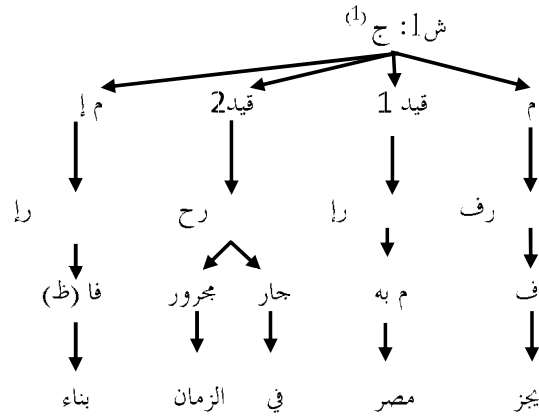 ش1: ج (1)
م قيد 1 قيد2 م إ
رف رإ رح رإ
ف م به جار مجرور فا (ظ)
يجز مصر في الزمان بناء